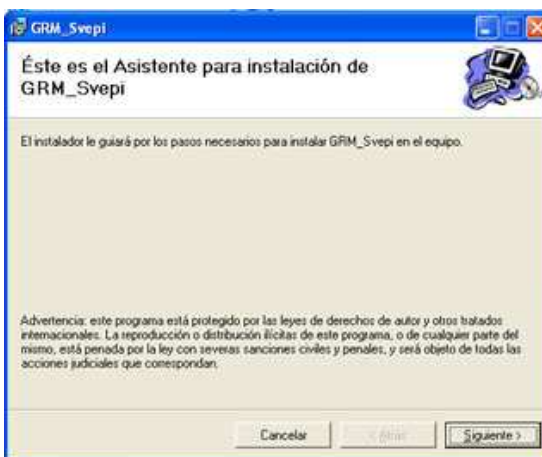 GRM_Svepi
Éste es el Asistente para instalación de
GRM_Svepi
El instalador le guiará por los pasos necesarios para instalar GRM_Svepi en el equipo.
Advertencia: este programa está protegido por las leyes de derechos de autor y otros tratados
internacionales. La reproducción o distribución ilícitas de este programa, o de cualquier parte del
mismo, está penada por la ley con severas sanciones civiles y penales, y será objeto de todas las
acciones judiciales que correspondan.
Cancelar < Atrás Siguiente >